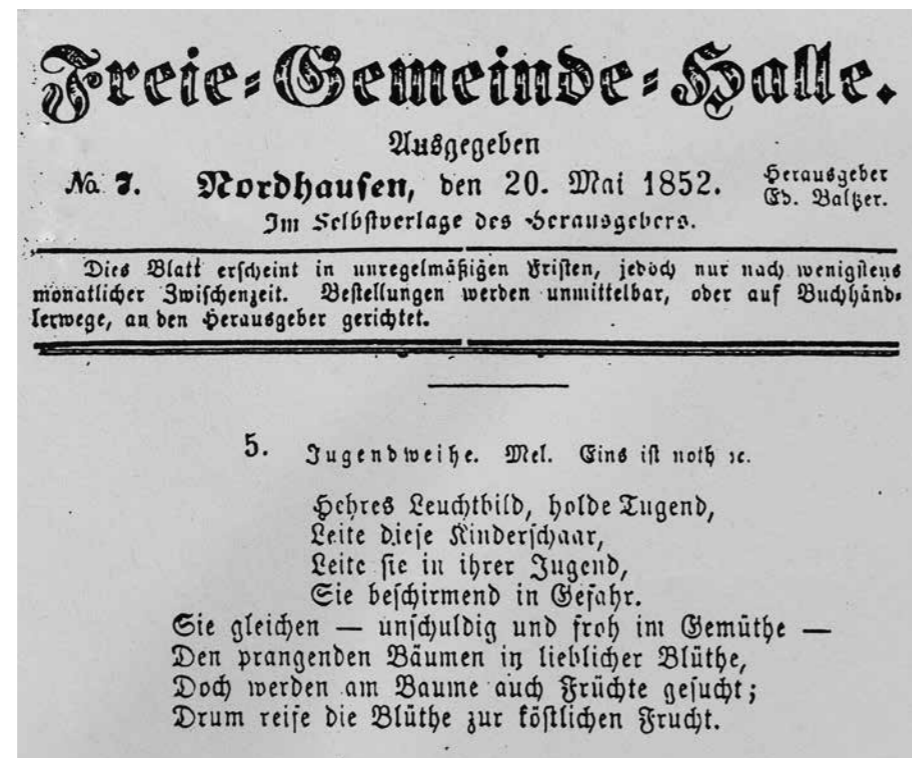 Freie-Gemeinde-Halle.
Ausgegeben
No. 7. Nordhausen, den 20. Mai 1852. Herausgeber
Ed. Baltzer.
Im Selbstverlage des Herausgebers.
Dies Blatt erscheint in unregelmäßigen Fristen, jedoch nur nach wenigstens
monatlicher Zwischenzeit. Bestellungen werden unmittelbar, oder auf Buchhänd-
lerwege, an den Herausgeber gerichtet.
5. Jugendweihe. Mel. Eins ist noth ꝛc.
Hehres Leuchtbild, holde Tugend,
Leite diese Kinderschaar,
Leite sie in ihrer Jugend,
Sie beschirmend in Gefahr.
Sie gleichen — unschuldig und froh im Gemüthe —
Den prangenden Bäumen in lieblicher Blüthe,
Doch werden am Baume auch Früchte gesucht;
Drum reife die Blüthe zur köstlichen Frucht.